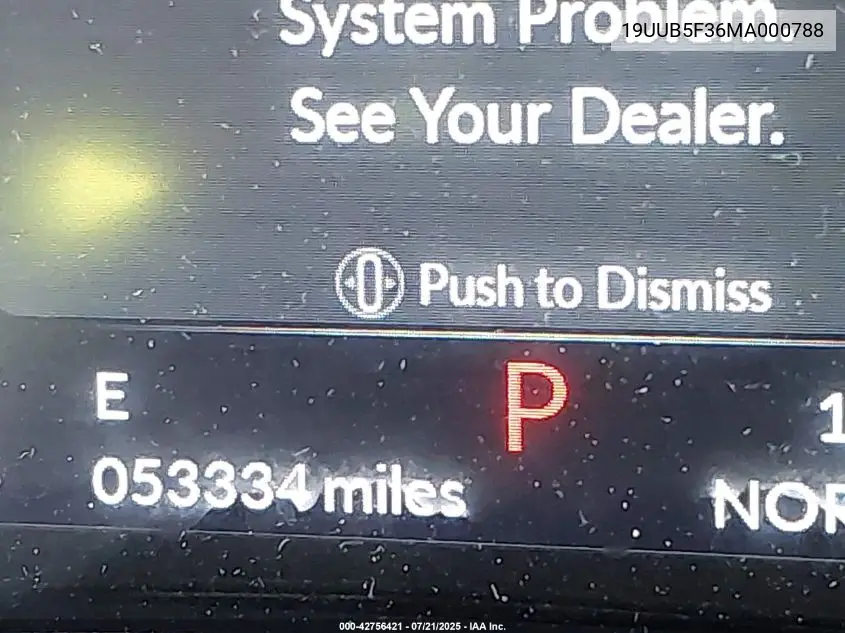 System Problem.
19UUB5F36MA000788
See Your Dealer.
Push to Dismiss
E
P
1
053334 miles
NOR
000-42756421 - 07/21/2025 - IAA Inc.